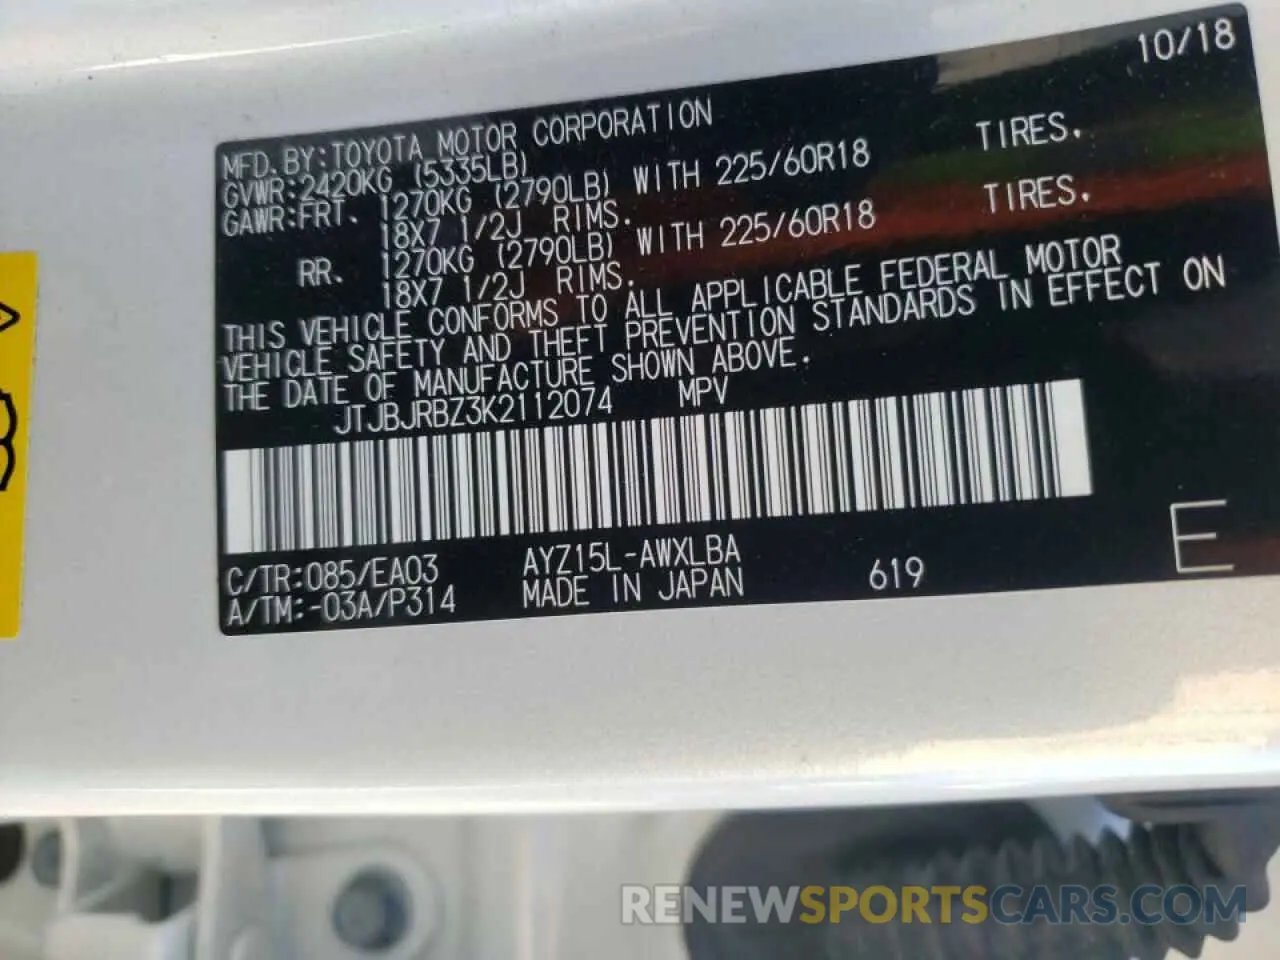 10/18
MFD.BY:TOYOTA MOTOR CORPORATION
GVWR:2420KG (5335LB)
GAWR:FRT. 1270KG (2790LB) WITH 225/60R18 TIRES.
18X7 1/2J RIMS.
RR. 1270KG (2790LB) WITH 225/60R18 TIRES.
18X7 1/2J RIMS.
THIS VEHICLE CONFORMS TO ALL APPLICABLE FEDERAL MOTOR
VEHICLE SAFETY AND THEFT PREVENTION STANDARDS IN EFFECT ON
THE DATE OF MANUFACTURE SHOWN ABOVE.
JTJBJRBZ3K2112074 MPV
C/TR:085/EA03 AYZ15L-AWXLBA
A/TM:-03A/P314 MADE IN JAPAN 619
E
RENEWSPORTSCARS.COM